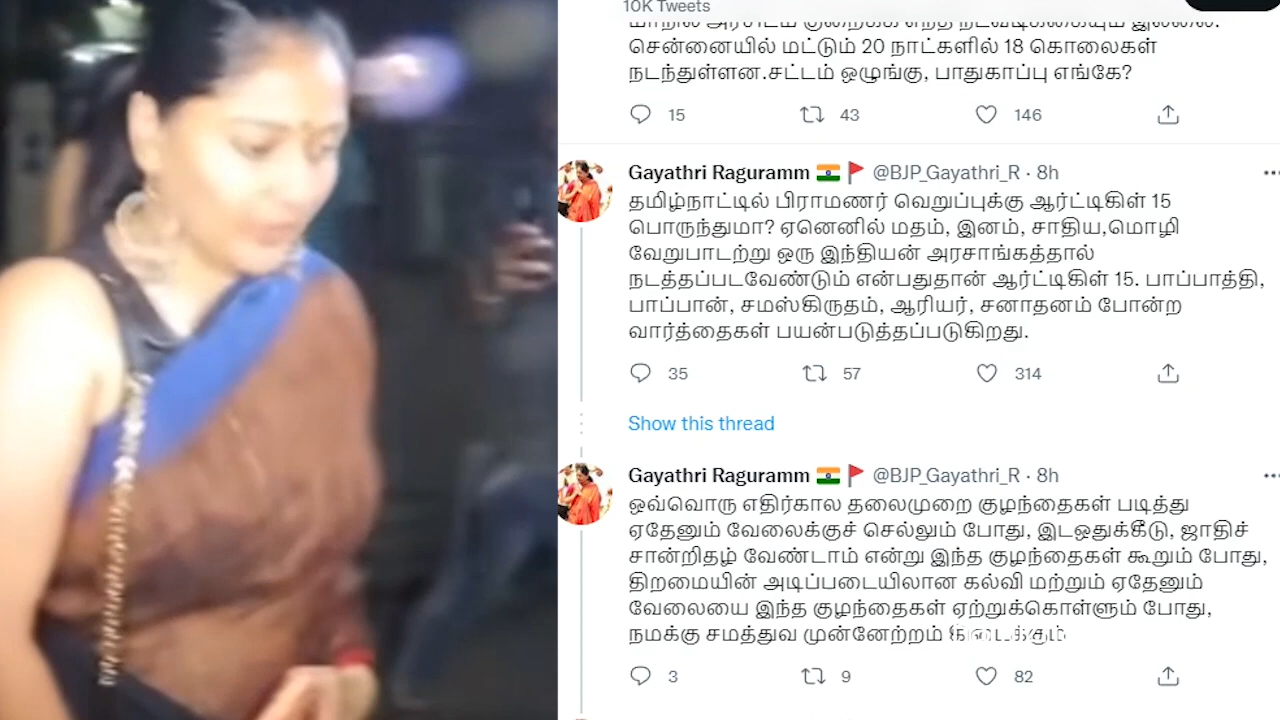 10K Tweets
சென்னையில் மட்டும் 20 நாட்களில் 18 கொலைகள்
நடந்துள்ளன.சட்டம் ஒழுங்கு, பாதுகாப்பு எங்கே?
15 43 146
Gayathri Raguramm @BJP_Gayathri_R · 8h
தமிழ்நாட்டில் பிராமணர் வெறுப்புக்கு ஆர்ட்டிகிள் 15
பொருந்துமா? ஏனெனில் மதம், இனம், சாதிய,மொழி
வேறுபாடற்று ஒரு இந்தியன் அரசாங்கத்தால்
நடத்தப்படவேண்டும் என்பதுதான் ஆர்ட்டிகிள் 15. பாப்பாத்தி,
பாப்பான், சமஸ்கிருதம், ஆரியர், சனாதனம் போன்ற
வார்த்தைகள் பயன்படுத்தப்படுகிறது.
35 57 314
Show this thread
Gayathri Raguramm @BJP_Gayathri_R · 8h
ஒவ்வொரு எதிர்கால தலைமுறை குழந்தைகள் படித்து
ஏதேனும் வேலைக்குச் செல்லும் போது, இடஒதுக்கீடு, ஜாதிச்
சான்றிதழ் வேண்டாம் என்று இந்த குழந்தைகள் கூறும் போது,
திறமையின் அடிப்படையிலான கல்வி மற்றும் ஏதேனும்
வேலையை இந்த குழந்தைகள் ஏற்றுக்கொள்ளும் போது,
நமக்கு சமத்துவ முன்னேற்றம்
3 9 82